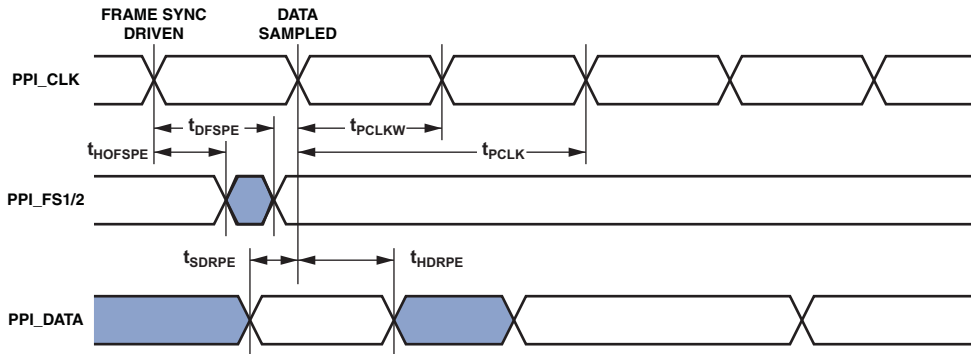 FRAME SYNC
DRIVEN
DATA
SAMPLED
PPI_CLK
tDFSPE
tPCLKW
tHOFSPE
tPCLK
PPI_FS1/2
tSDRPE
tHDRPE
PPI_DATA